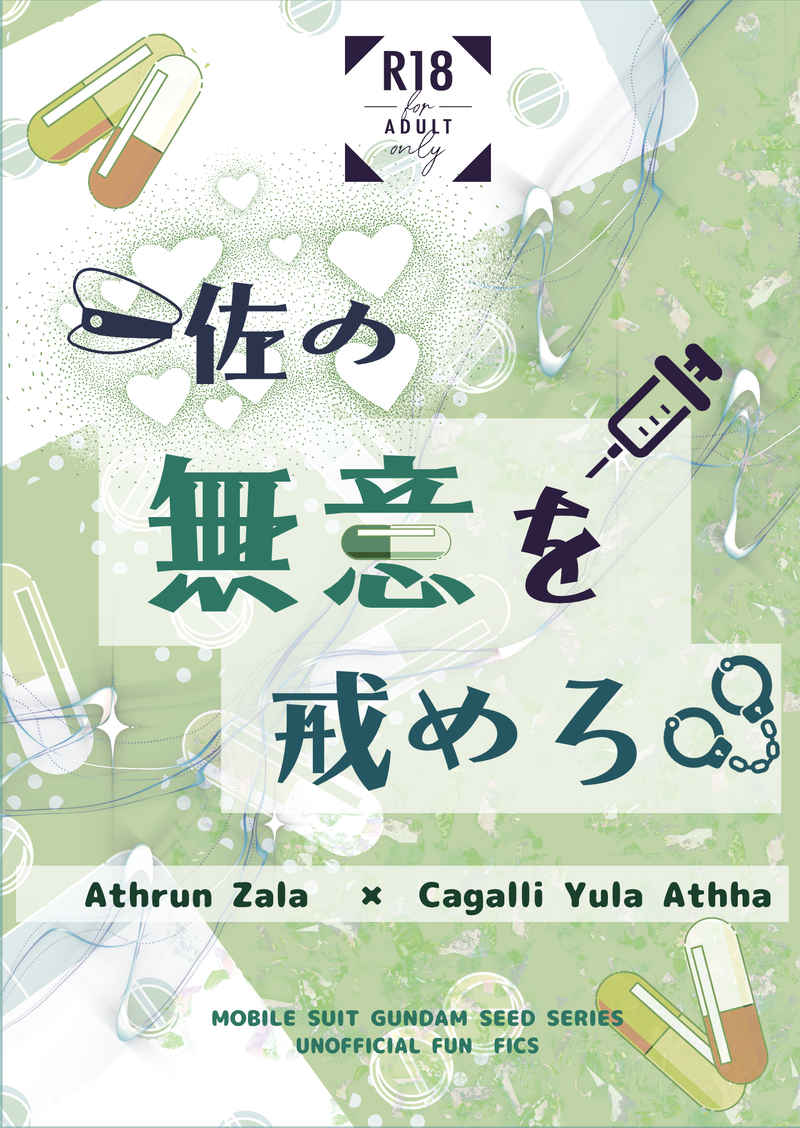 R18
for
ADULT
only
佐の
無意を
戒めろ
Athrun Zala × Cagalli Yula Athha
MOBILE SUIT GUNDAM SEED SERIES
UNOFFICIAL FUN FICS